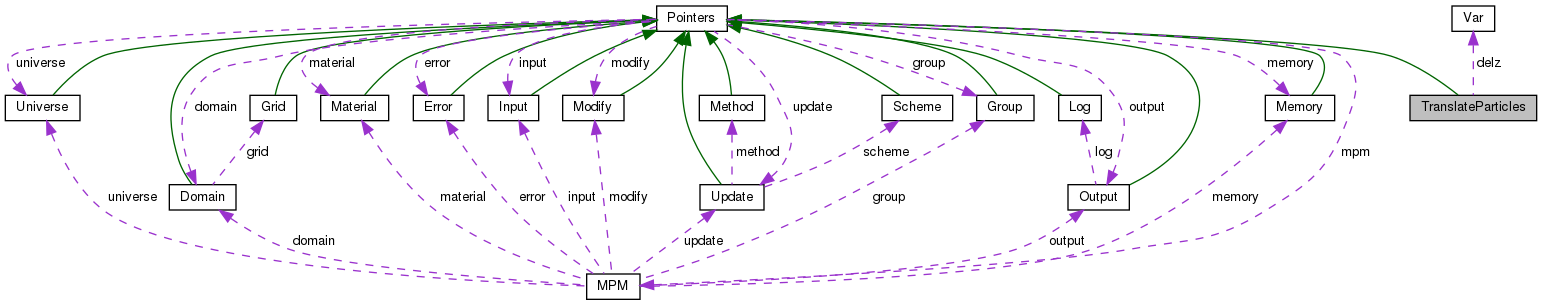 Pointers
Var
universe
material
error
input
modify
group
memory
delz
Universe
domain
Grid
Material
Error
Input
Modify
Method
update
Scheme
Group
output
Log
Memory
TranslateParticles
grid
method
scheme
log
mpm
universe
Domain
material
error
input
modify
Update
group
Output
memory
domain
update
output
MPM